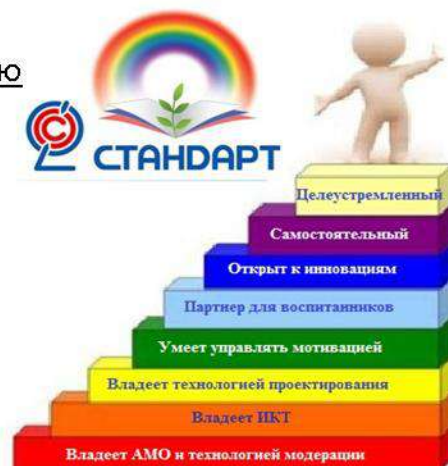 ю
СТАНДАРТ
Целеустремленный
Самостоятельный
Открыт к инновациям
Партнер для воспитанников
Умеет управлять мотивацией
Владеет технологией проектирования
Владеет ИКТ
Владеет АМО и технологией модерации